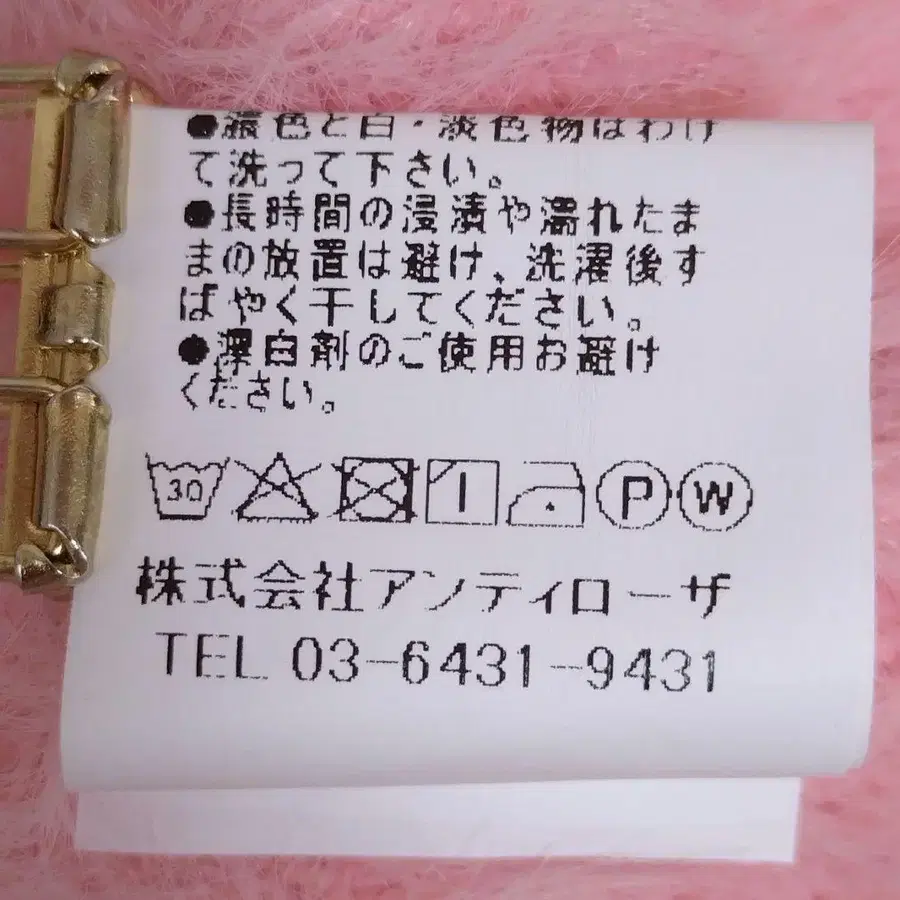 ●濃色と白・淡色物はわけ
て洗って下さい。
●長時間の浸漬や濡れたま
まの放置は避け、洗濯後す
ばやく干してください。
●漂白剤のご使用お避け
ください。
30 P W
株式会社アンティローザ
TEL 03-6431-9431